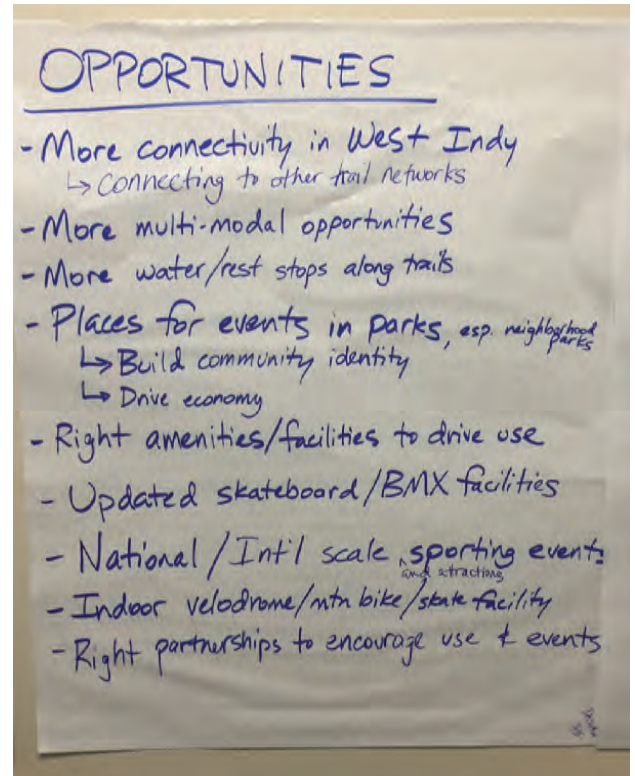 OPPORTUNITIES
- More connectivity in West Indy
↳ Connecting to other trail networks
- More multi-modal opportunities
- More water/rest stops along trails
- Places for events in parks, esp. neighborhood parks
↳ Build community identity
↳ Drive economy
- Right amenities/facilities to drive use
- Updated skateboard/BMX facilities
- National/Int'l scale ^ sporting events
and attractions
- Indoor velodrome/mtn bike/skate facility
- Right partnerships to encourage use & events